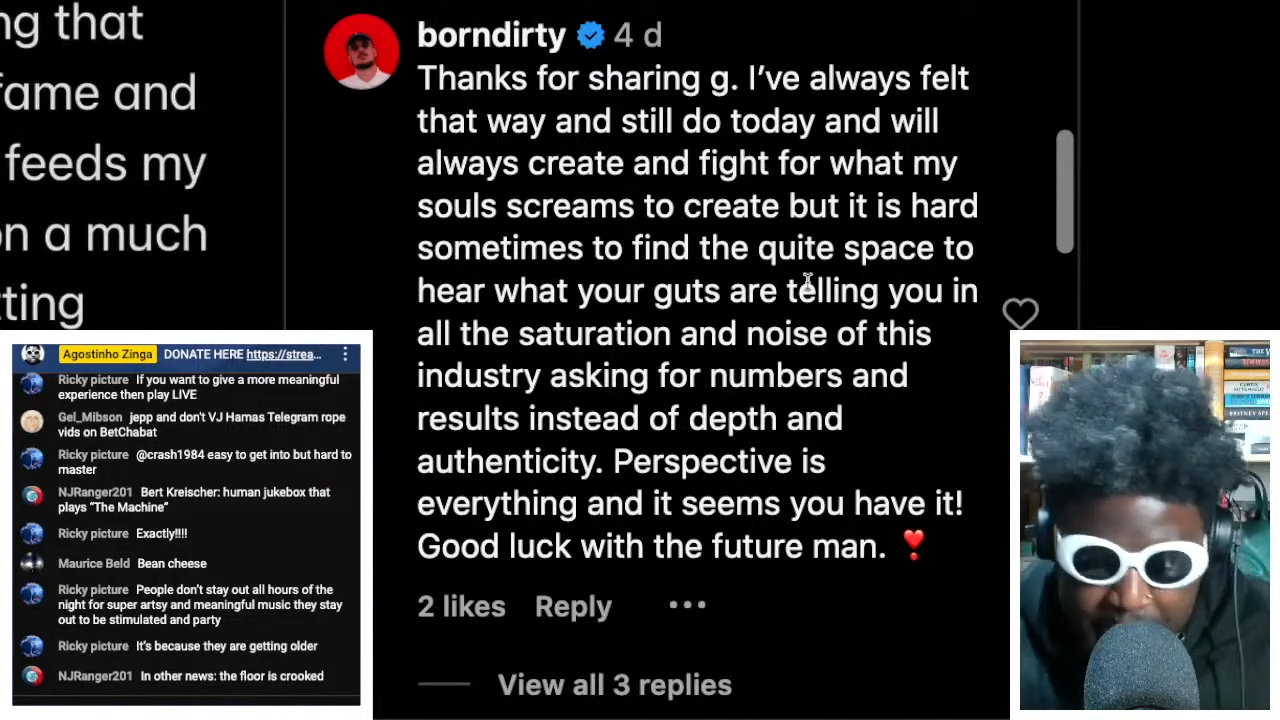 ng that
fame and
feeds my
on a much
tting
borndirty 4 d
Thanks for sharing g. I've always felt
that way and still do today and will
always create and fight for what my
souls screams to create but it is hard
sometimes to find the quite space to
hear what your guts are telling you in
all the saturation and noise of this
industry asking for numbers and
results instead of depth and
authenticity. Perspective is
everything and it seems you have it!
Good luck with the future man. ❣️
2 likes Reply •••
View all 3 replies
Agostinho Zinga DONATE HERE https://strea...
Ricky picture If you want to give a more meaningful
experience then play LIVE
Gel_Mibson jepp and don't VJ Hamas Telegram rope
vids on BetChabat
Ricky picture @crash1984 easy to get into but hard to
master
NJRanger201 Bert Kreischer: human jukebox that
plays “The Machine”
Ricky picture Exactly!!!!
Maurice Beld Bean cheese
Ricky picture People don't stay out all hours of the
night for super artsy and meaningful music they stay
out to be stimulated and party
Ricky picture It's because they are getting older
NJRanger201 In other news: the floor is crooked